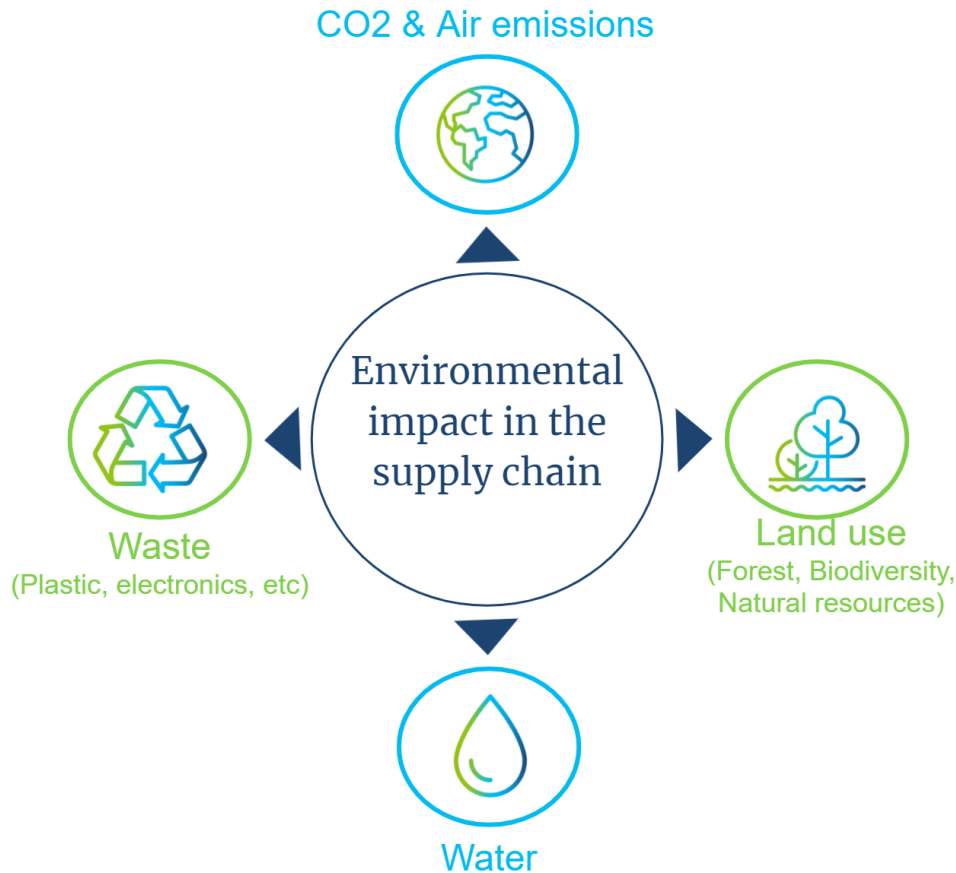 CO2 & Air emissions
Environmental
impact in the
supply chain
Waste
(Plastic, electronics, etc)
Land use
(Forest, Biodiversity,
Natural resources)
Water